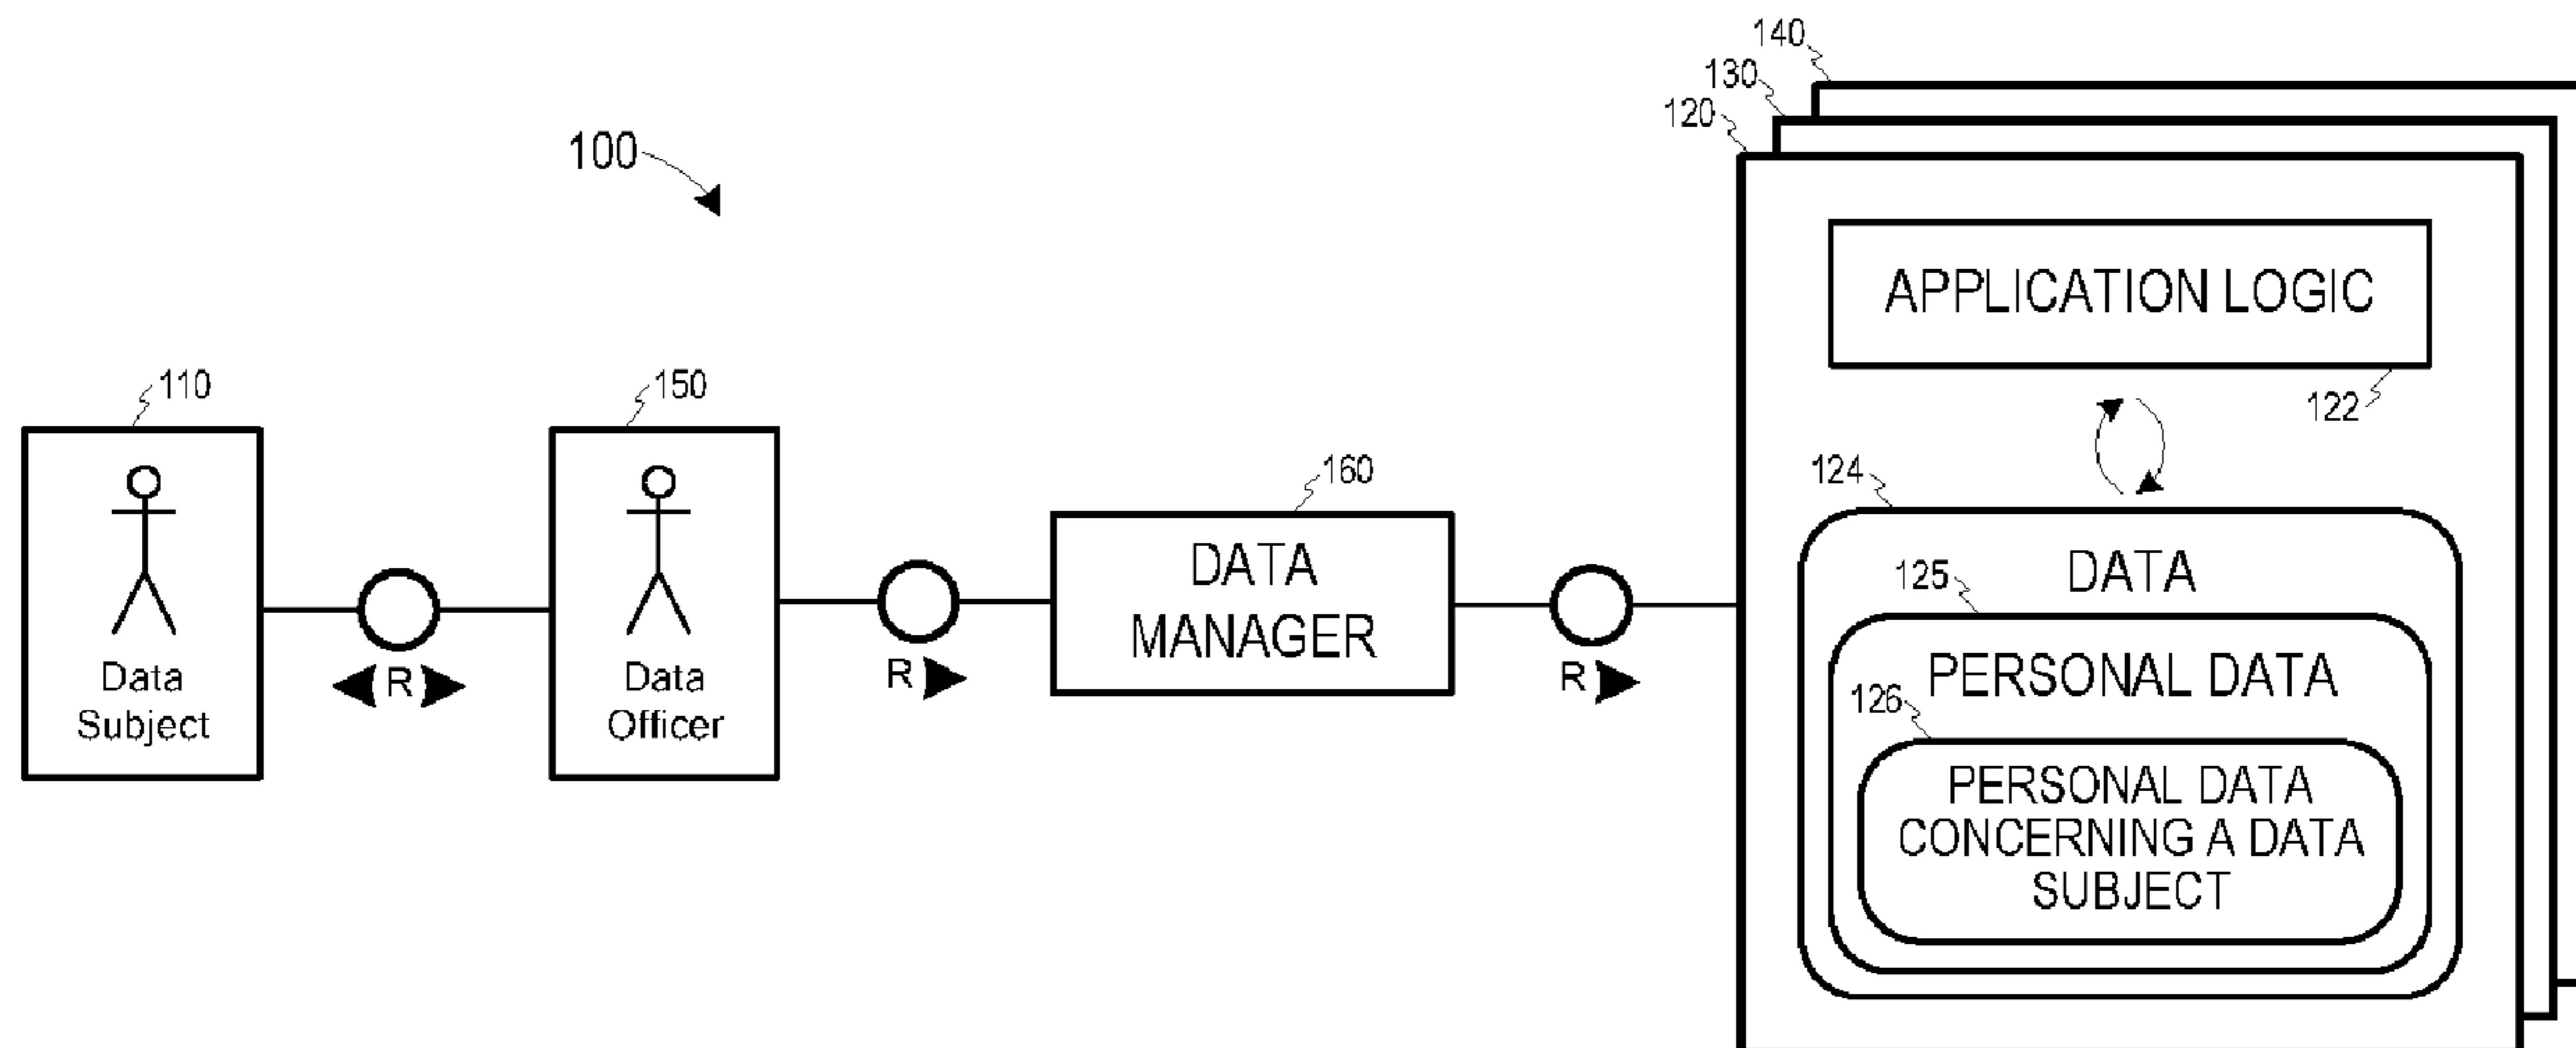 140
130
120
100
APPLICATION LOGIC
122
110
150
160
124
Data
Subject
R
Data
Officer
R
DATA
MANAGER
R
DATA
125
PERSONAL DATA
126
PERSONAL DATA
CONCERNING A DATA
SUBJECT